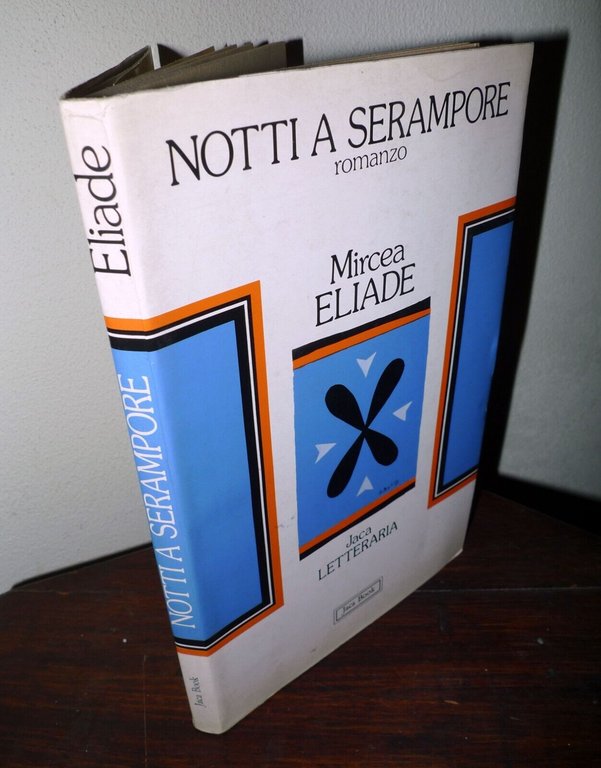 NOTTI A SERAMPORE
romanzo
Mircea
ELIADE
Jaca
LETTERARIA
Jaca Book
Eliade
NOTTI A SERAMPORE
Jaca Book